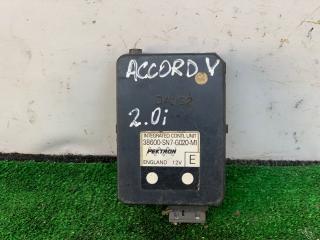 ACCORD V
2.0i
INTEGRATED CONTL UNIT
38600-SN7-G020-M1
PEKTRON
ENGLAND 12V
E